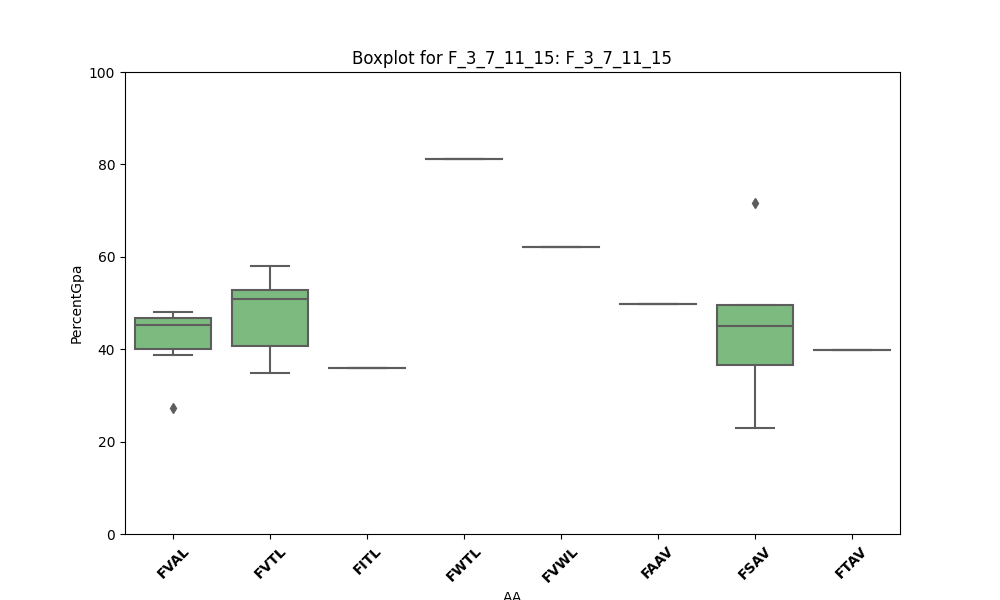 Boxplot for F_3_7_11_15: F_3_7_11_15
100
80
60
40
20
0
PercentGpa
FVAL
FVTL
FITL
FWTL
FVWL
FAAV
FSAV
FTAV
AA